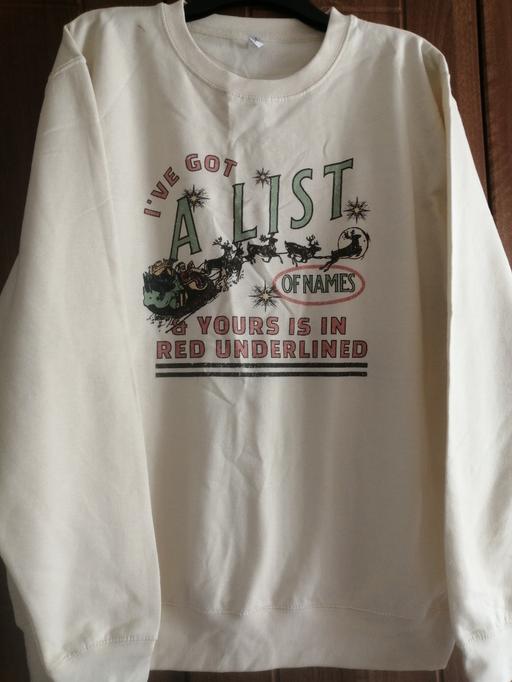 I'VE GOT
A LIST
OF NAMES
& YOURS IS IN
RED UNDERLINED